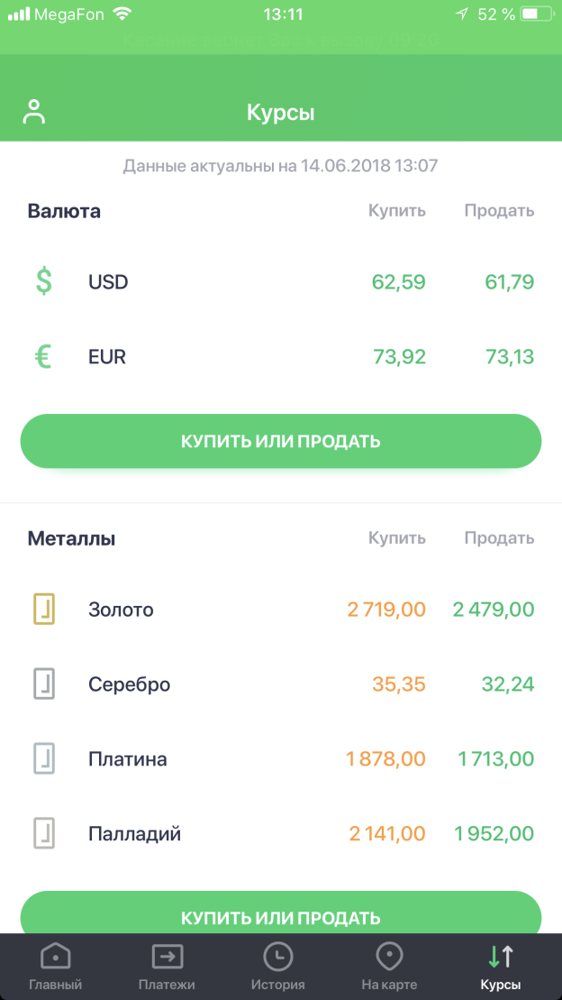 MegaFon 13:11 52 %
Курсы
Данные актуальны на 14.06.2018 13:07
Валюта Купить Продать
$ USD 62,59 61,79
€ EUR 73,92 73,13
КУПИТЬ ИЛИ ПРОДАТЬ
Металлы Купить Продать
Золото 2 719,00 2 479,00
Серебро 35,35 32,24
Платина 1 878,00 1 713,00
Палладий 2 141,00 1 952,00
КУПИТЬ ИЛИ ПРОДАТЬ
Главный Платежи История На карте Курсы